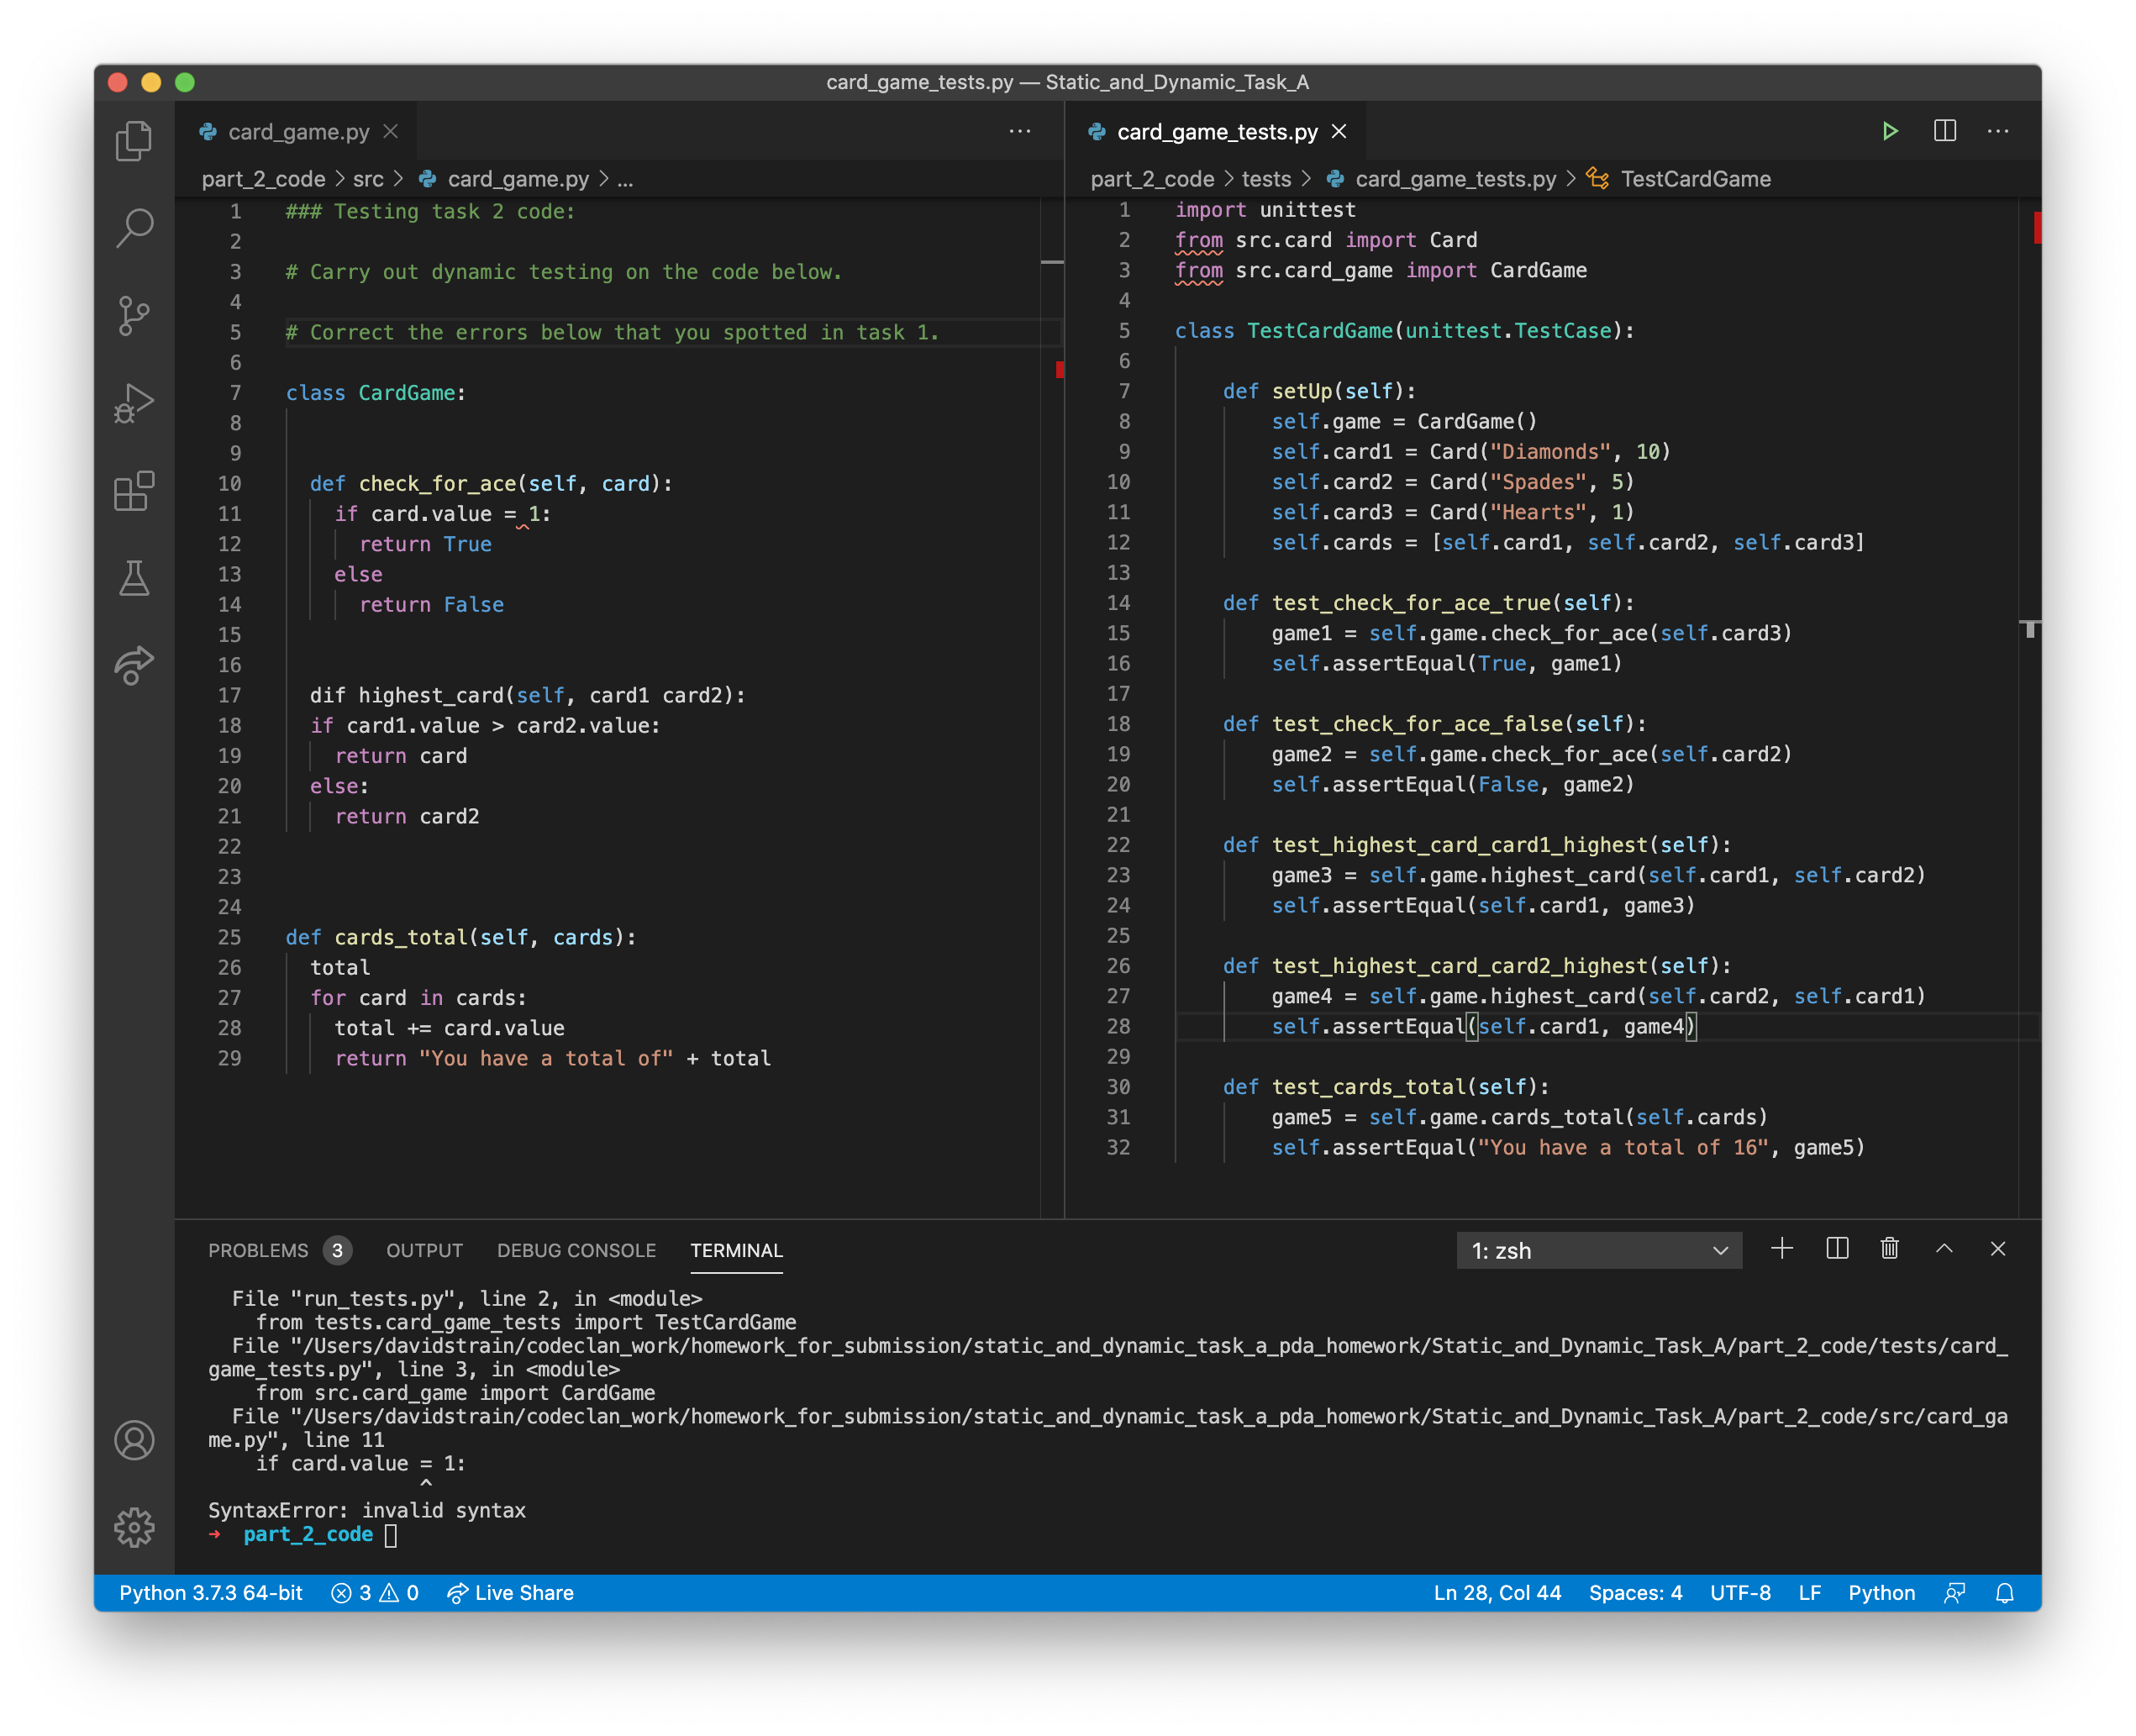 card_game_tests.py — Static_and_Dynamic_Task_A
card_game.py
part_2_code > src > card_game.py > ...
1 ### Testing task 2 code:
2
3 # Carry out dynamic testing on the code below.
4
5 # Correct the errors below that you spotted in task 1.
6
7 class CardGame:
8
9
10 def check_for_ace(self, card):
11 if card.value = 1:
12 return True
13 else
14 return False
15
16
17 dif highest_card(self, card1 card2):
18 if card1.value > card2.value:
19 return card
20 else:
21 return card2
22
23
24
25 def cards_total(self, cards):
26 total
27 for card in cards:
28 total += card.value
29 return "You have a total of" + total
card_game_tests.py
part_2_code > tests > card_game_tests.py > TestCardGame
1 import unittest
2 from src.card import Card
3 from src.card_game import CardGame
4
5 class TestCardGame(unittest.TestCase):
6
7 def setUp(self):
8 self.game = CardGame()
9 self.card1 = Card("Diamonds", 10)
10 self.card2 = Card("Spades", 5)
11 self.card3 = Card("Hearts", 1)
12 self.cards = [self.card1, self.card2, self.card3]
13
14 def test_check_for_ace_true(self):
15 game1 = self.game.check_for_ace(self.card3)
16 self.assertEqual(True, game1)
17
18 def test_check_for_ace_false(self):
19 game2 = self.game.check_for_ace(self.card2)
20 self.assertEqual(False, game2)
21
22 def test_highest_card_card1_highest(self):
23 game3 = self.game.highest_card(self.card1, self.card2)
24 self.assertEqual(self.card1, game3)
25
26 def test_highest_card_card2_highest(self):
27 game4 = self.game.highest_card(self.card2, self.card1)
28 self.assertEqual(self.card1, game4)
29
30 def test_cards_total(self):
31 game5 = self.game.cards_total(self.cards)
32 self.assertEqual("You have a total of 16", game5)
PROBLEMS 3 OUTPUT DEBUG CONSOLE TERMINAL 1: zsh
File "run_tests.py", line 2, in <module>
from tests.card_game_tests import TestCardGame
File "/Users/davidstrain/codeclan_work/homework_for_submission/static_and_dynamic_task_a_pda_homework/Static_and_Dynamic_Task_A/part_2_code/tests/card_
game_tests.py", line 3, in <module>
from src.card_game import CardGame
File "/Users/davidstrain/codeclan_work/homework_for_submission/static_and_dynamic_task_a_pda_homework/Static_and_Dynamic_Task_A/part_2_code/src/card_ga
me.py", line 11
if card.value = 1:
^
SyntaxError: invalid syntax
→ part_2_code
Python 3.7.3 64-bit 3 0 Live Share Ln 28, Col 44 Spaces: 4 UTF-8 LF Python